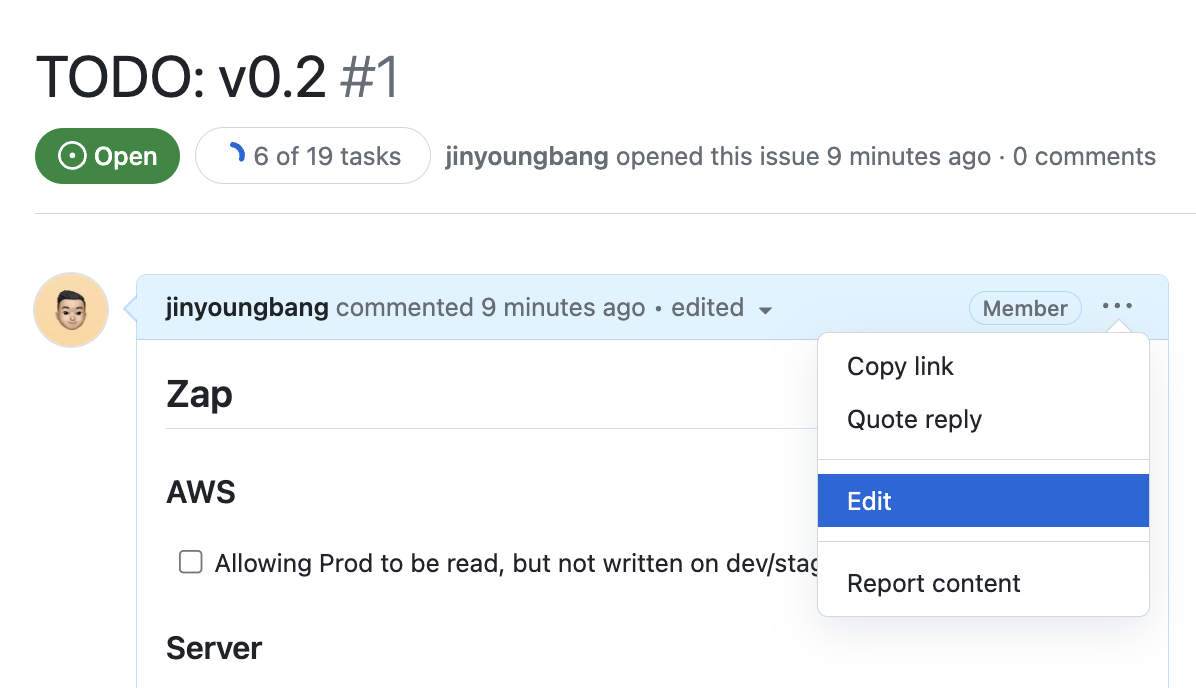 TODO: v0.2 #1
Open 6 of 19 tasks jinyoungbang opened this issue 9 minutes ago · 0 comments
jinyoungbang commented 9 minutes ago • edited Member ···
Copy link
Zap
Quote reply
AWS
Edit
Allowing Prod to be read, but not written on dev/stag
Report content
Server